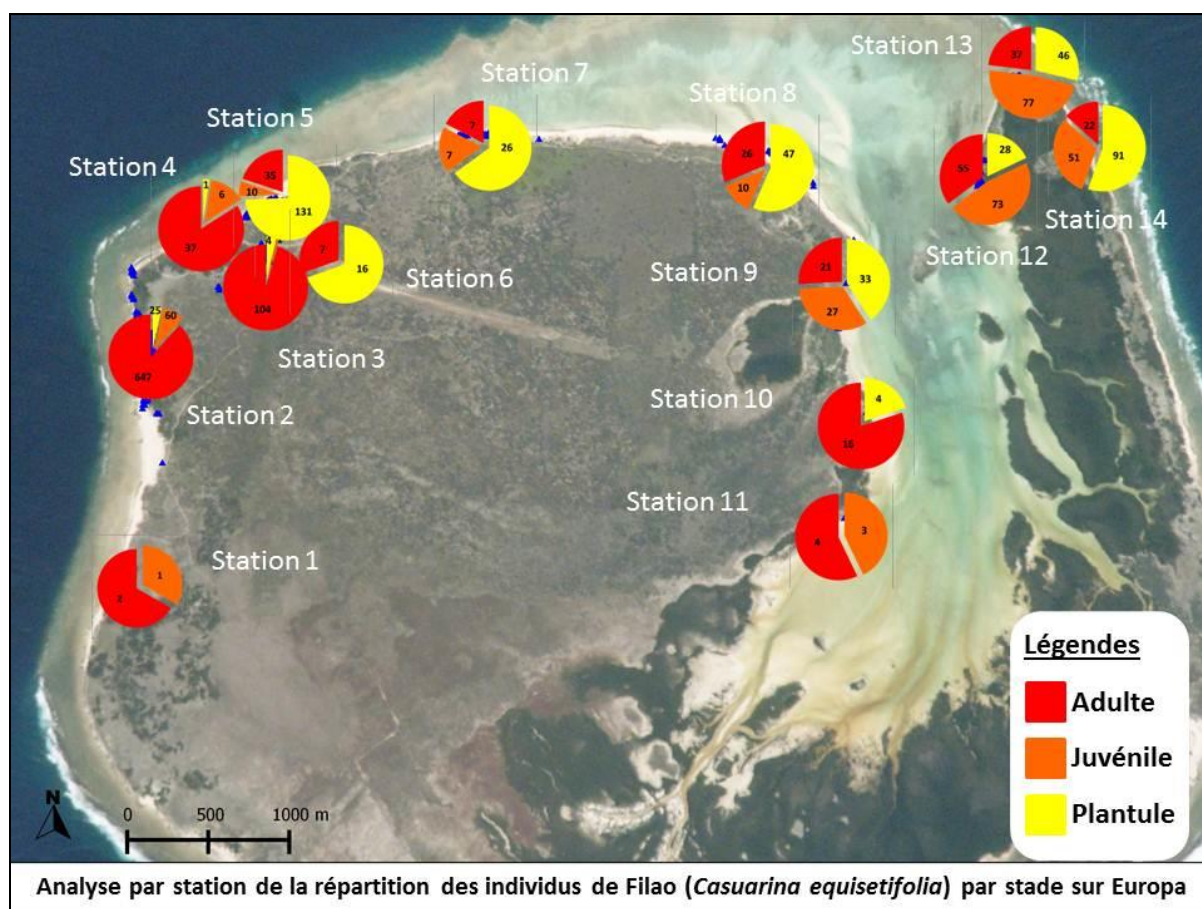 Station 13
37
46
77
Station 7
7
26
7
Station 8
26
47
10
Station 5
35
10
131
Station 4
1
6
37
22
91
51
Station 14
55
28
73
Station 12
4
104
Station 3
7
16
Station 6
Station 9
21
33
27
25
60
647
Station 2
Station 10
4
16
Station 11
4
3
Station 1
1
2
Légendes
Adulte
Juvénile
Plantule
N
0 500 1000 m
Analyse par station de la répartition des individus de Filao (Casuarina equisetifolia) par stade sur Europa